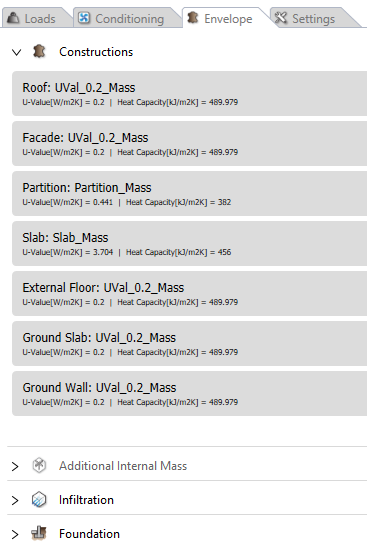 Loads Conditioning Envelope Settings
Constructions
Roof: UVal_0.2_Mass
U-Value[W/m2K] = 0.2 | Heat Capacity[kJ/m2K] = 489.979
Facade: UVal_0.2_Mass
U-Value[W/m2K] = 0.2 | Heat Capacity[kJ/m2K] = 489.979
Partition: Partition_Mass
U-Value[W/m2K] = 0.441 | Heat Capacity[kJ/m2K] = 382
Slab: Slab_Mass
U-Value[W/m2K] = 3.704 | Heat Capacity[kJ/m2K] = 456
External Floor: UVal_0.2_Mass
U-Value[W/m2K] = 0.2 | Heat Capacity[kJ/m2K] = 489.979
Ground Slab: UVal_0.2_Mass
U-Value[W/m2K] = 0.2 | Heat Capacity[kJ/m2K] = 489.979
Ground Wall: UVal_0.2_Mass
U-Value[W/m2K] = 0.2 | Heat Capacity[kJ/m2K] = 489.979
Additional Internal Mass
Infiltration
Foundation